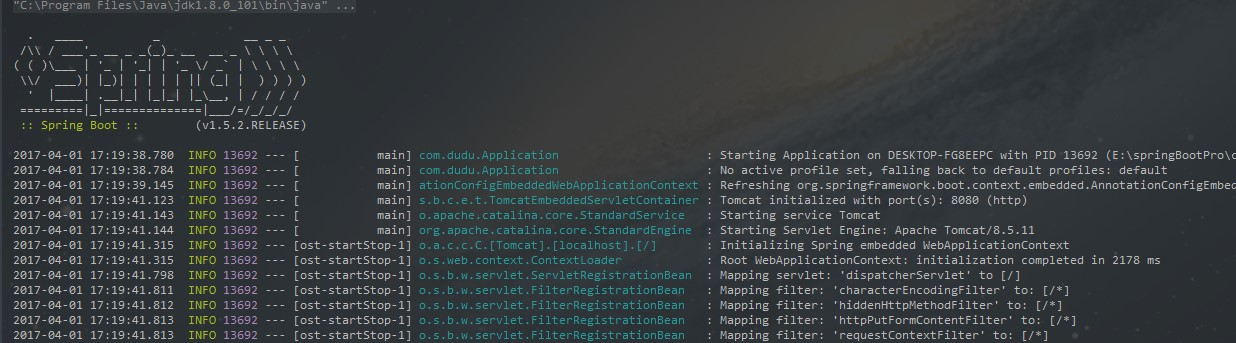 "C:\Program Files\Java\jdk1.8.0_101\bin\java" ...
  .   ____          _            __ _ _
 /\\ / ___'_ __ _ _(_)_ __  __ _ \ \ \ \
( ( )\___ | '_ | '_| | '_ \/ _` | \ \ \ \
 \\/  ___)| |_)| | | | | || (_| |  ) ) ) )
  '  |____| .__|_| |_|_| |_\__, | / / / /
 =========|_|==============|___/=/_/_/_/
 :: Spring Boot ::        (v1.5.2.RELEASE)
2017-04-01 17:19:38.780  INFO 13692 --- [           main] com.dudu.Application                     : Starting Application on DESKTOP-FG8EEPC with PID 13692 (E:\springBootPro\
2017-04-01 17:19:38.784  INFO 13692 --- [           main] com.dudu.Application                     : No active profile set, falling back to default profiles: default
2017-04-01 17:19:39.145  INFO 13692 --- [           main] ationConfigEmbeddedWebApplicationContext : Refreshing org.springframework.boot.context.embedded.AnnotationConfigEmbed
2017-04-01 17:19:41.123  INFO 13692 --- [           main] s.b.c.e.t.TomcatEmbeddedServletContainer : Tomcat initialized with port(s): 8080 (http)
2017-04-01 17:19:41.143  INFO 13692 --- [           main] o.apache.catalina.core.StandardService   : Starting service Tomcat
2017-04-01 17:19:41.144  INFO 13692 --- [           main] org.apache.catalina.core.StandardEngine  : Starting Servlet Engine: Apache Tomcat/8.5.11
2017-04-01 17:19:41.315  INFO 13692 --- [ost-startStop-1] o.a.c.c.C.[Tomcat].[localhost].[/]       : Initializing Spring embedded WebApplicationContext
2017-04-01 17:19:41.315  INFO 13692 --- [ost-startStop-1] o.s.web.context.ContextLoader            : Root WebApplicationContext: initialization completed in 2178 ms
2017-04-01 17:19:41.798  INFO 13692 --- [ost-startStop-1] o.s.b.w.servlet.ServletRegistrationBean  : Mapping servlet: 'dispatcherServlet' to [/]
2017-04-01 17:19:41.811  INFO 13692 --- [ost-startStop-1] o.s.b.w.servlet.FilterRegistrationBean   : Mapping filter: 'characterEncodingFilter' to: [/*]
2017-04-01 17:19:41.812  INFO 13692 --- [ost-startStop-1] o.s.b.w.servlet.FilterRegistrationBean   : Mapping filter: 'hiddenHttpMethodFilter' to: [/*]
2017-04-01 17:19:41.813  INFO 13692 --- [ost-startStop-1] o.s.b.w.servlet.FilterRegistrationBean   : Mapping filter: 'httpPutFormContentFilter' to: [/*]
2017-04-01 17:19:41.813  INFO 13692 --- [ost-startStop-1] o.s.b.w.servlet.FilterRegistrationBean   : Mapping filter: 'requestContextFilter' to: [/*]